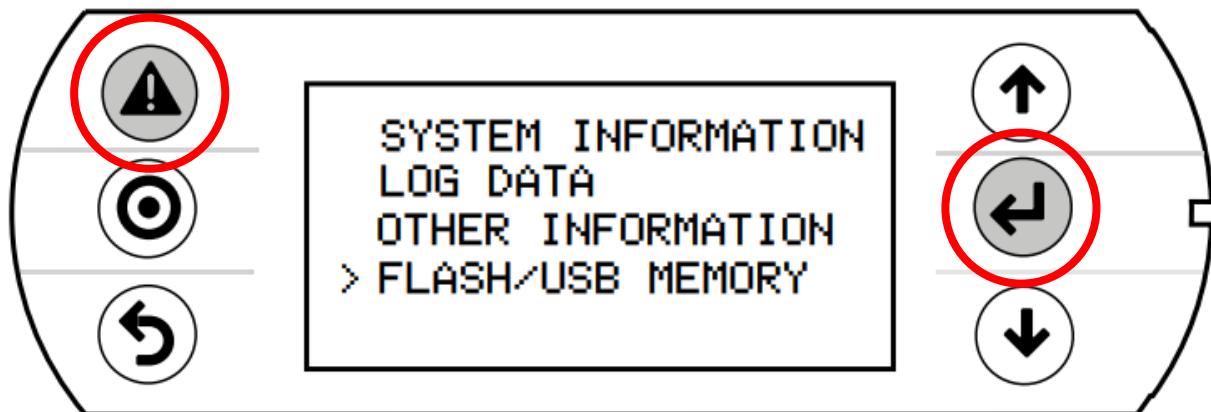 SYSTEM INFORMATION
LOG DATA
OTHER INFORMATION
> FLASH/USB MEMORY